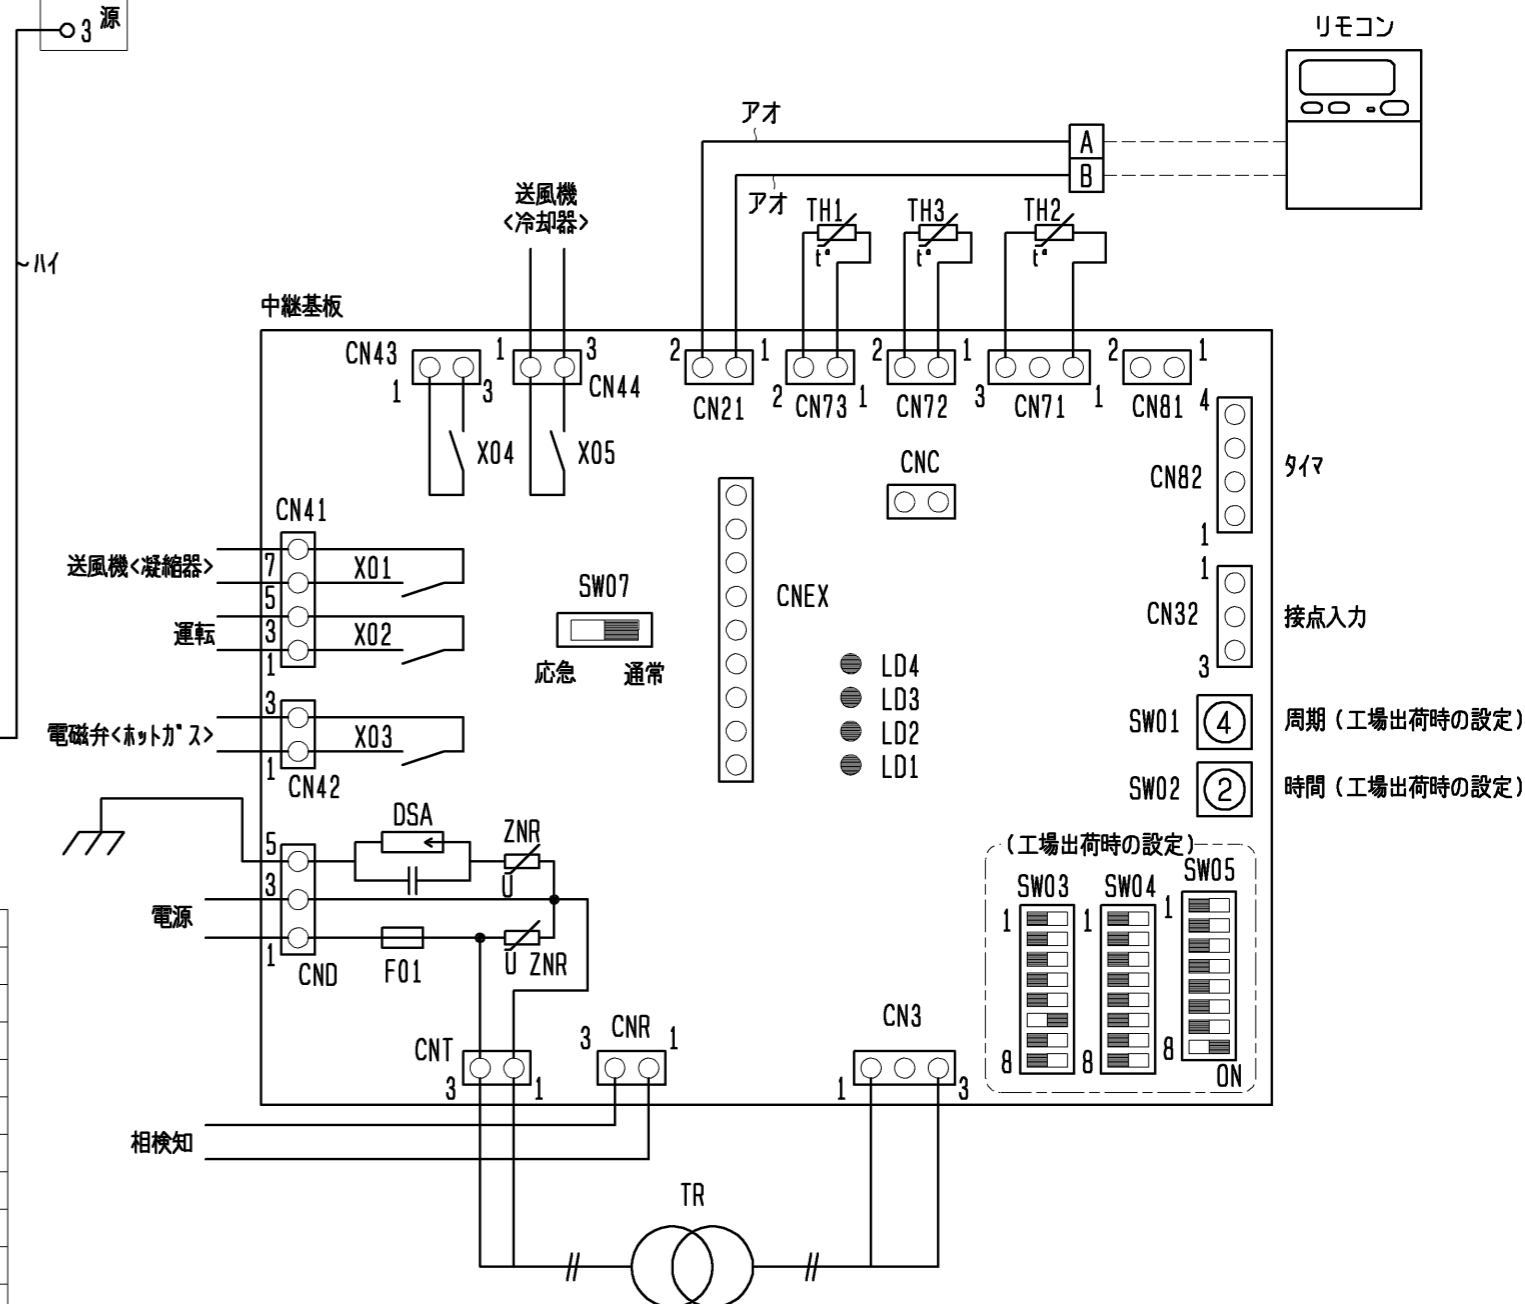 3 源
リモコン
アオ
A
B
アオ
送風機
<冷却器>
TH1
t°
TH3
t°
TH2
t°
ハイ
中継基板
CN43
1
3
1
3
CN44
2
1
CN21
2
CN73
1
2
1
CN72
3
CN71
1
2
1
CN81
4
CN82
1
タイマ
X04
X05
CNC
CN41
送風機<凝縮器>
7
X01
5
運転
3
X02
1
SW07
応急
通常
CNEX
1
CN32
3
接点入力
LD4
LD3
LD2
LD1
電磁弁<ホットガス>
3
X03
1
CN42
SW01
4
周期(工場出荷時の設定)
SW02
2
時間(工場出荷時の設定)
DSA
ZNR
U
5
3
電源
1
CND
F01
U ZNR
(工場出荷時の設定)
SW03
SW04
SW05
1
1
1
8
8
8
ON
CNT
3
1
3
CNR
1
CN3
1
3
相検知
TR